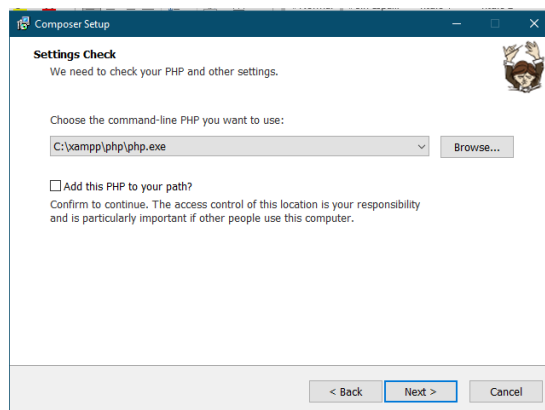 Composer Setup
Settings Check
We need to check your PHP and other settings.
Choose the command-line PHP you want to use:
C:\xampp\php\php.exe
Browse...
Add this PHP to your path?
Confirm to continue. The access control of this location is your responsibility
and is particularly important if other people use this computer.
< Back
Next >
Cancel